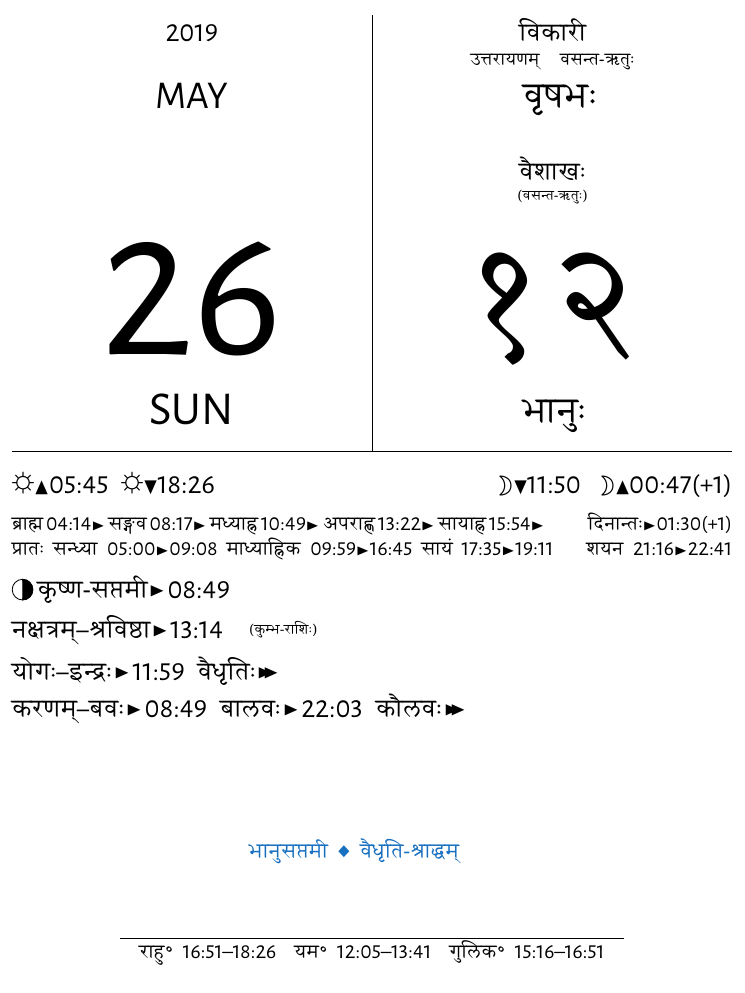 2019
MAY
26
SUN
विकारी
उत्तरायणम् वसन्त-ऋतुः
वृषभः
वैशाखः
(वसन्त-ऋतुः)
१२
भानुः
☼▲05:45 ☼▼18:26 ☽▼11:50 ☽▲00:47(+1)
ब्राह्म 04:14► सङ्गव 08:17► मध्याह्न 10:49► अपराह्ण 13:22► सायाह्न 15:54► दिनान्तः►01:30(+1)
प्रातः सन्ध्या 05:00►09:08 माध्याह्निक 09:59►16:45 सायं 17:35►19:11 शयन 21:16►22:41
◑ कृष्ण-सप्तमी►08:49
नक्षत्रम्–श्रविष्ठा►13:14 (कुम्भ-राशिः)
योगः–इन्द्रः►11:59 वैधृतिः►►
करणम्–बवः►08:49 बालवः►22:03 कौलवः►►
भानुसप्तमी ◆ वैधृति-श्राद्धम्
राहु° 16:51–18:26 यम° 12:05–13:41 गुलिक° 15:16–16:51